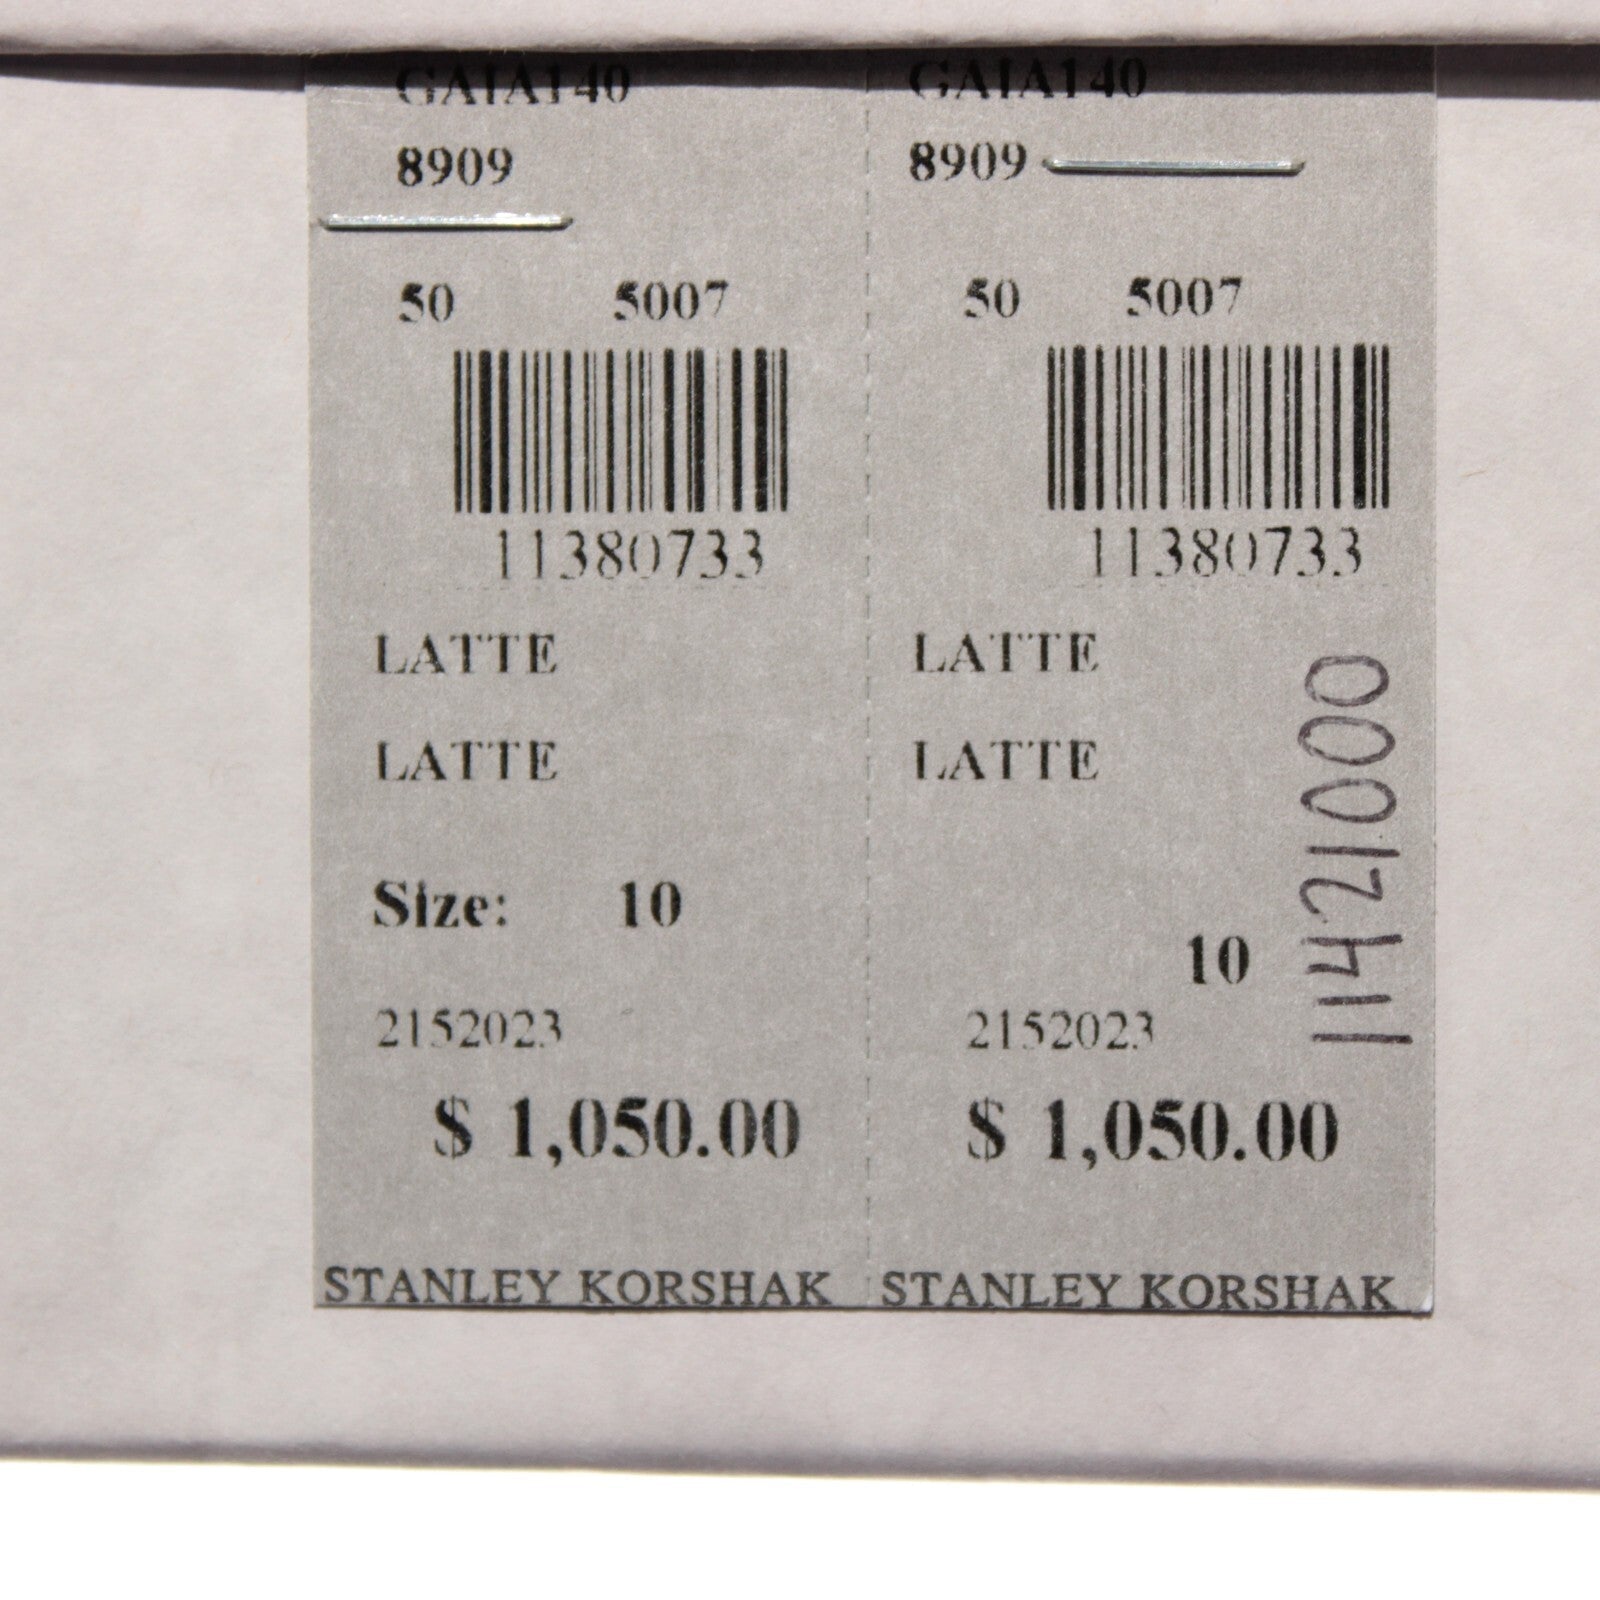 GAIA140
8909
50 5007
11380733
LATTE
LATTE
Size: 10
2152023
$ 1,050.00
STANLEY KORSHAK
GAIA140
8909
50 5007
11380733
LATTE
LATTE
10
2152023
$ 1,050.00
STANLEY KORSHAK
11421000